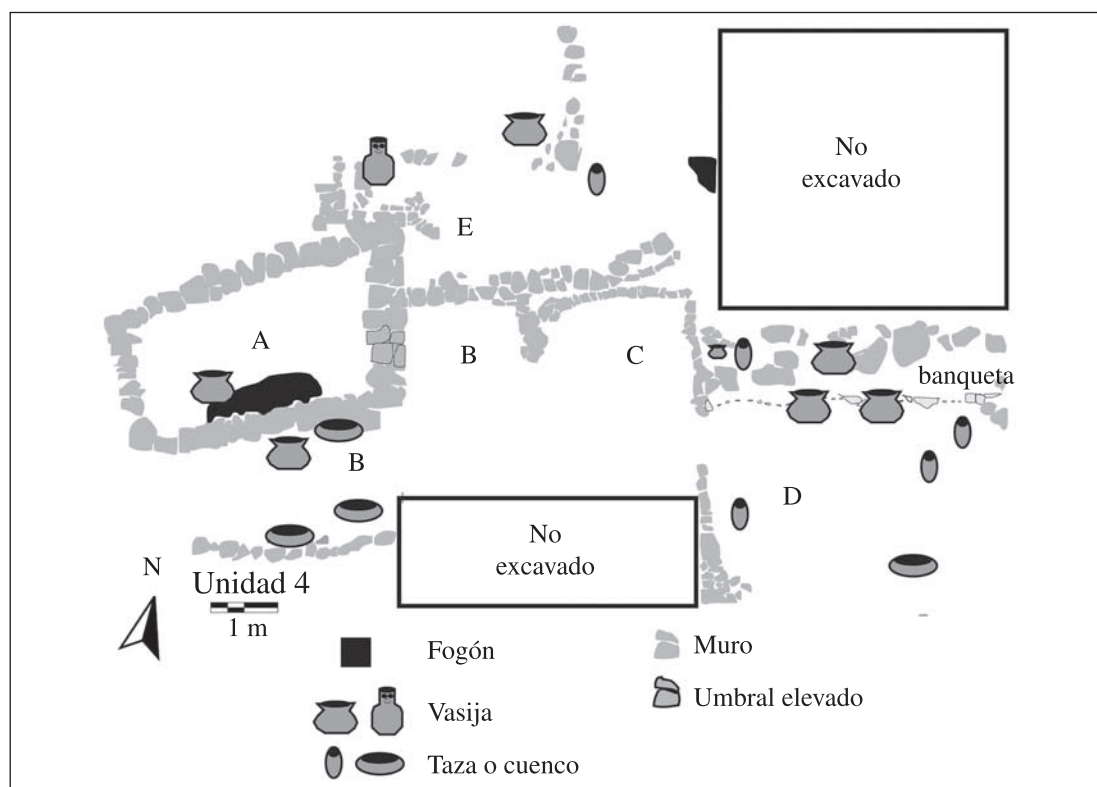 No
excavado
E
A
B
C
banqueta
B
D
No
excavado
N
Unidad 4
1 m
Fogón
Muro
Vasija
Umbral elevado
Taza o cuenco